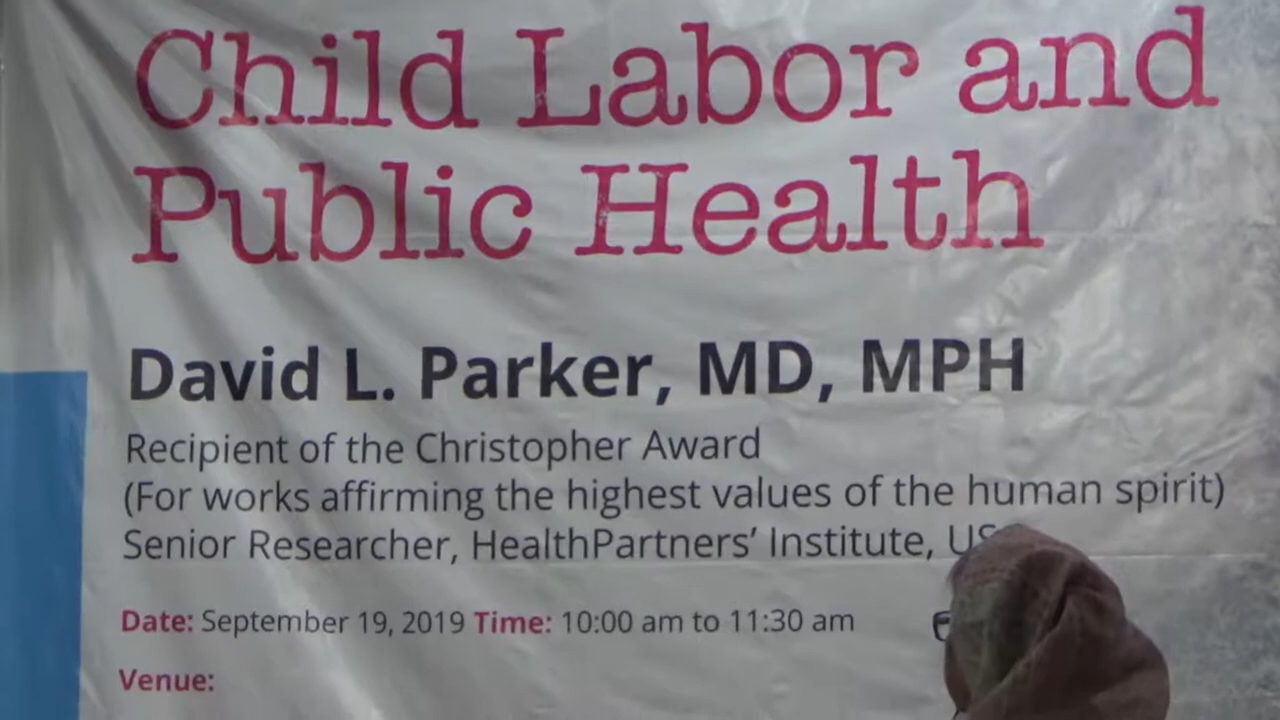 Child Labor and
Public Health
David L. Parker, MD, MPH
Recipient of the Christopher Award
(For works affirming the highest values of the human spirit)
Senior Researcher, HealthPartners’ Institute,
Date: September 19, 2019 Time: 10:00 am to 11:30 am
Venue: